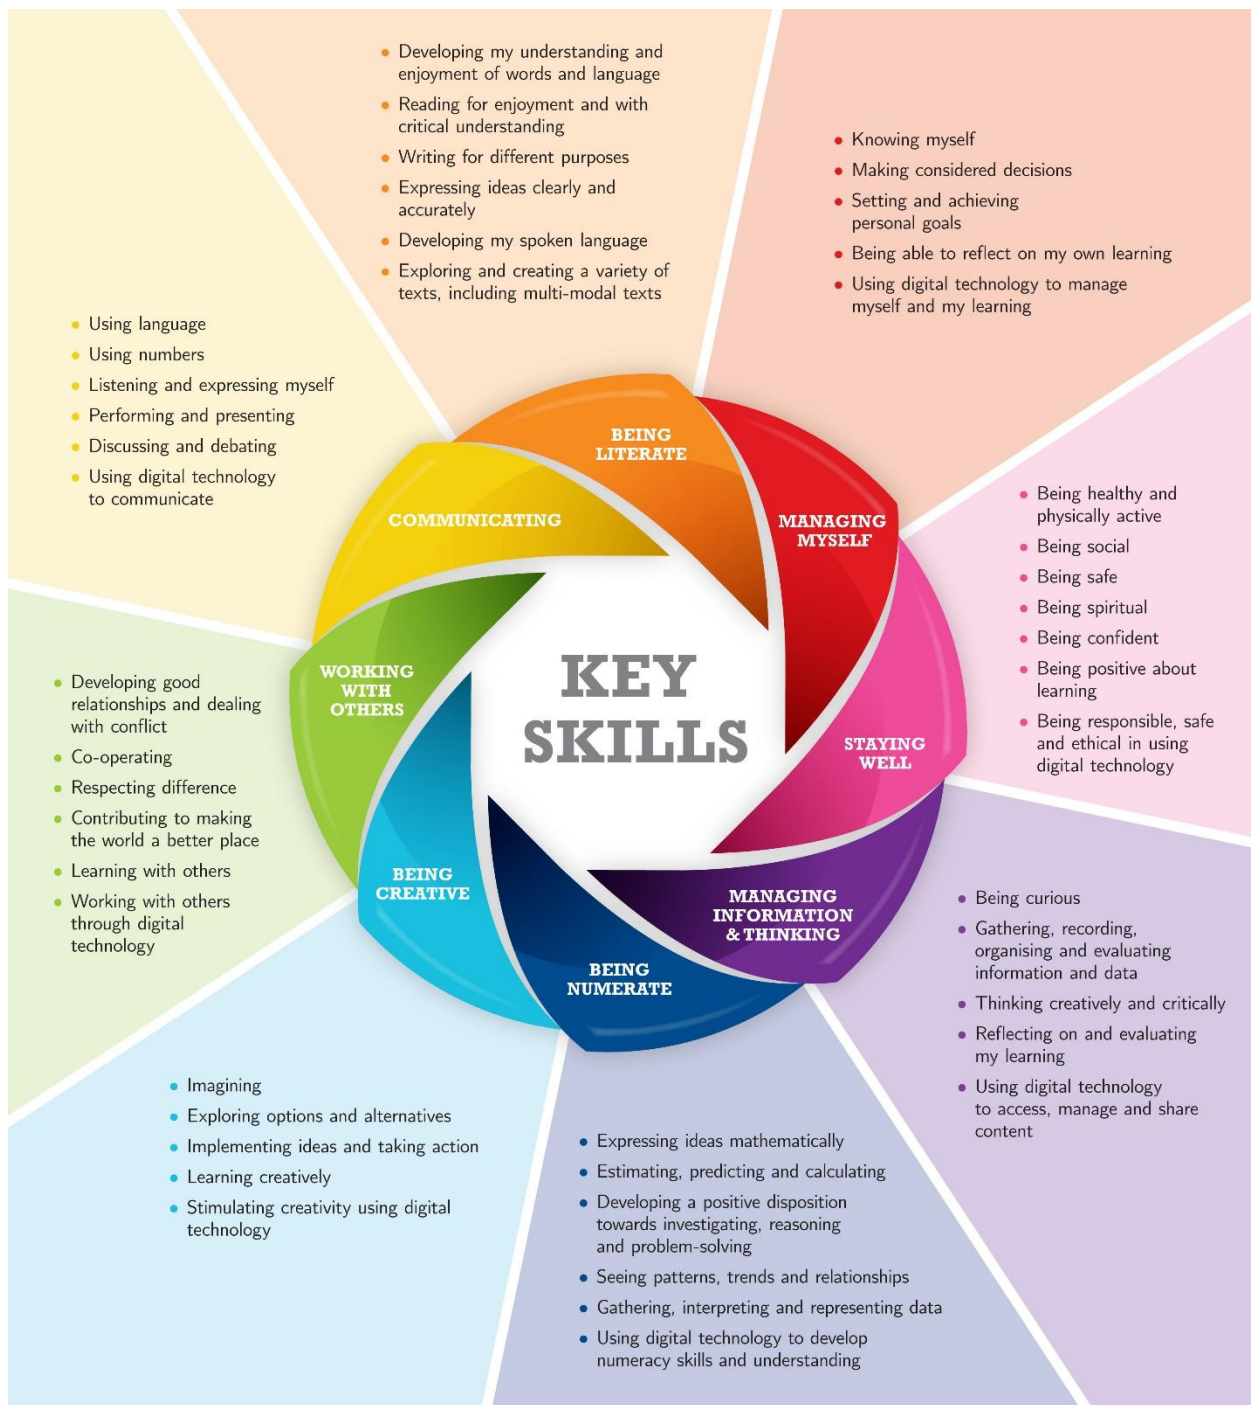 • Developing my understanding and
enjoyment of words and language
• Reading for enjoyment and with
critical understanding
• Writing for different purposes
• Expressing ideas clearly and
accurately
• Developing my spoken language
• Exploring and creating a variety of
texts, including multi-modal texts
• Knowing myself
• Making considered decisions
• Setting and achieving
personal goals
• Being able to reflect on my own learning
• Using digital technology to manage
myself and my learning
• Using language
• Using numbers
• Listening and expressing myself
• Performing and presenting
• Discussing and debating
• Using digital technology
to communicate
• Being healthy and
physically active
• Being social
• Being safe
• Being spiritual
• Being confident
• Being positive about
learning
• Being responsible, safe
and ethical in using
digital technology
BEING
LITERATE
MANAGING
MYSELF
COMMUNICATING
WORKING
WITH
OTHERS
KEY
SKILLS
STAYING
WELL
BEING
CREATIVE
MANAGING
INFORMATION
& THINKING
BEING
NUMERATE
• Developing good
relationships and dealing
with conflict
• Co-operating
• Respecting difference
• Contributing to making
the world a better place
• Learning with others
• Working with others
through digital
technology
• Being curious
• Gathering, recording,
organising and evaluating
information and data
• Thinking creatively and critically
• Reflecting on and evaluating
my learning
• Using digital technology
to access, manage and share
content
• Imagining
• Exploring options and alternatives
• Implementing ideas and taking action
• Learning creatively
• Stimulating creativity using digital
technology
• Expressing ideas mathematically
• Estimating, predicting and calculating
• Developing a positive disposition
towards investigating, reasoning
and problem-solving
• Seeing patterns, trends and relationships
• Gathering, interpreting and representing data
• Using digital technology to develop
numeracy skills and understanding